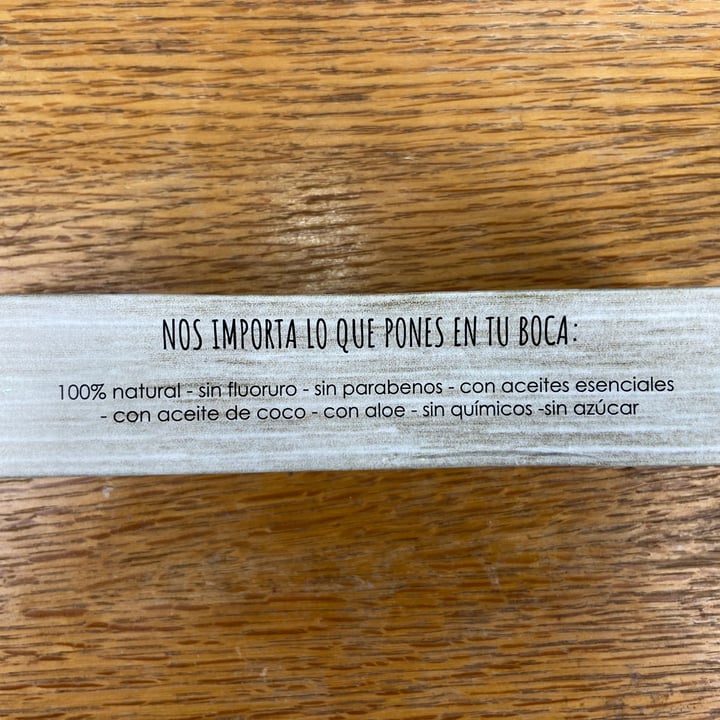 NOS IMPORTA LO QUE PONES EN TU BOCA:
100% natural - sin fluoruro - sin parabenos - con aceites esenciales
- con aceite de coco - con aloe - sin químicos -sin azúcar